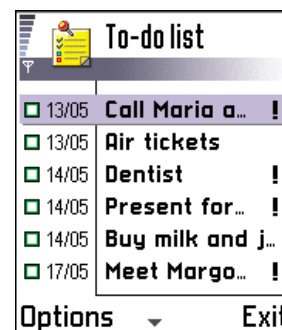 To-do list
13/05 Call Maria a... !
13/05 Air tickets
14/05 Dentist !
14/05 Present for... !
14/05 Buy milk and j...
17/05 Meet Margo... !
Options Exit